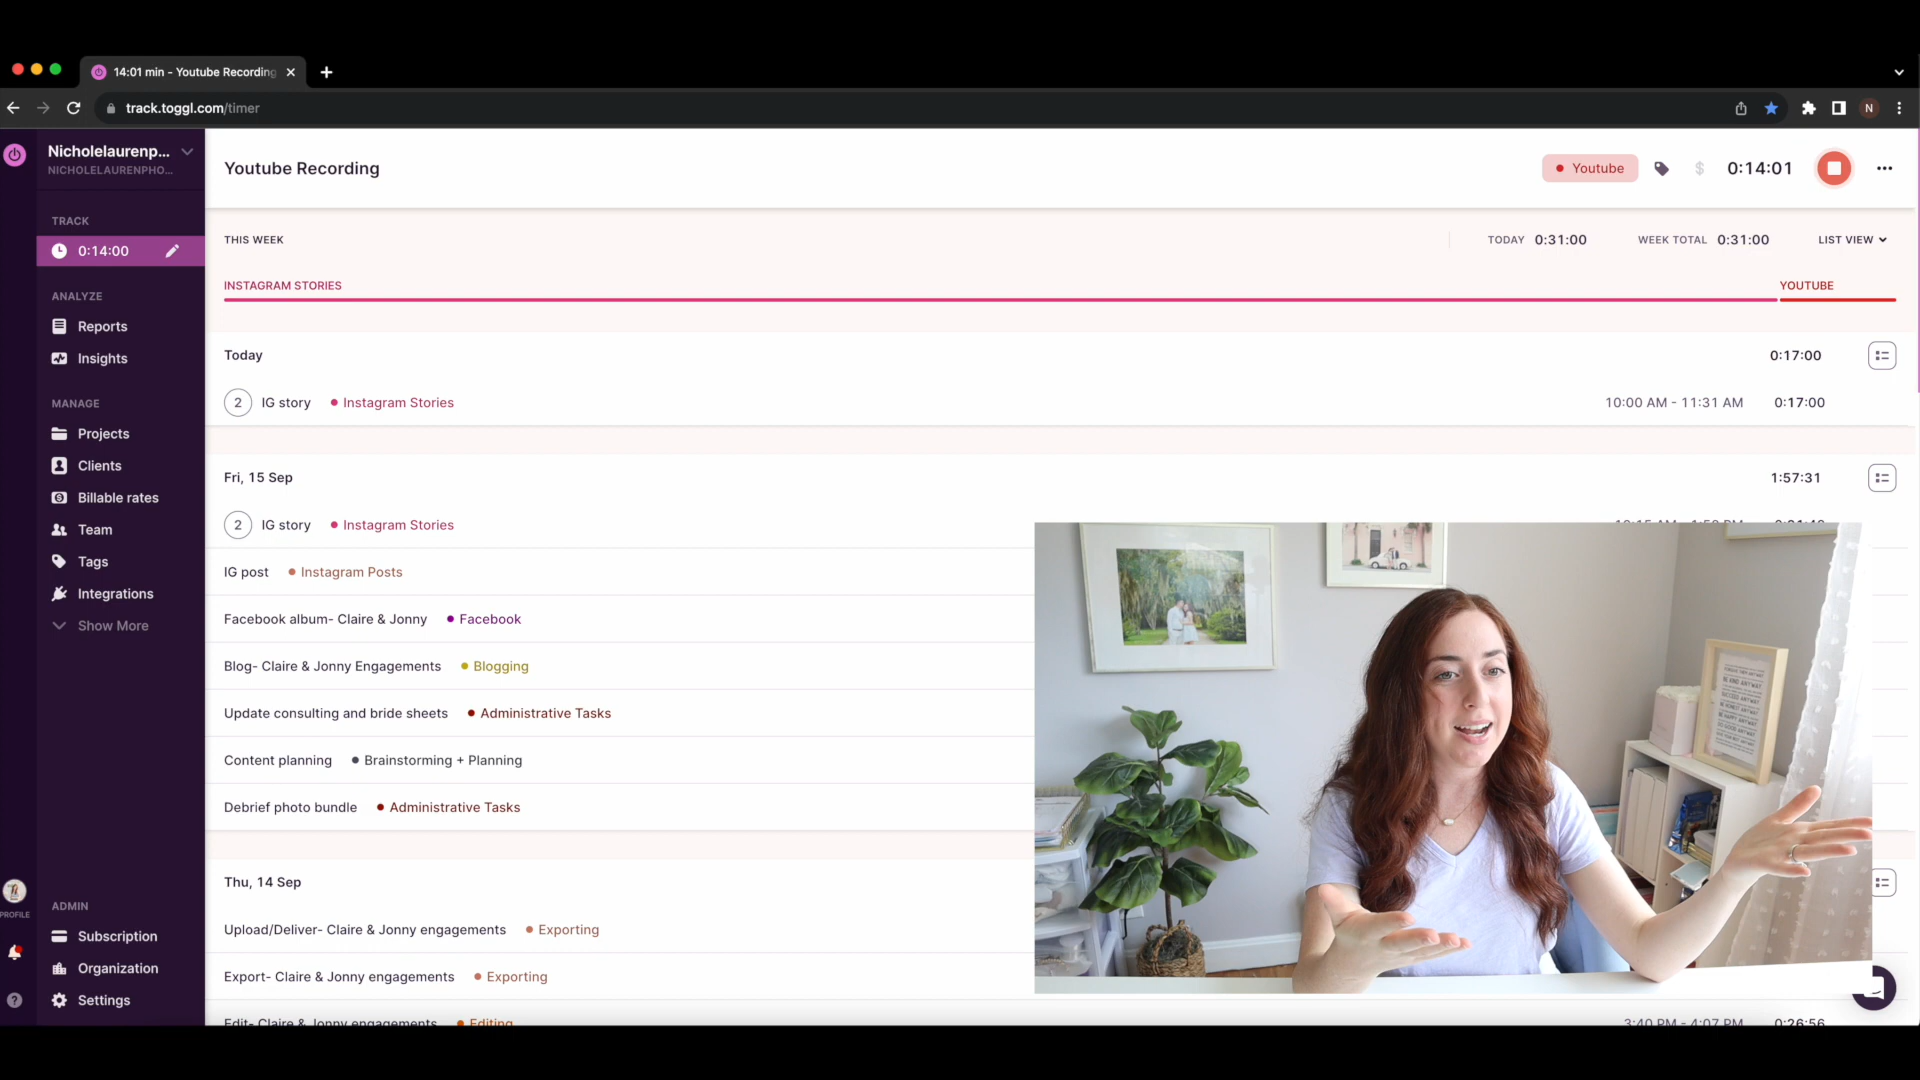 14:01 min - Youtube Recording
track.toggl.com/timer
N
Nicholelaurenp...
NICHOLELAURENPHO...
TRACK
0:14:00
ANALYZE
Reports
Insights
MANAGE
Projects
Clients
Billable rates
Team
Tags
Integrations
Show More
PROFILE
ADMIN
Subscription
Organization
Settings
Youtube Recording
Youtube
$
0:14:01
THIS WEEK
TODAY 0:31:00
WEEK TOTAL 0:31:00
LIST VIEW
INSTAGRAM STORIES
YOUTUBE
Today
0:17:00
2 IG story Instagram Stories
10:00 AM - 11:31 AM 0:17:00
Fri, 15 Sep
1:57:31
2 IG story Instagram Stories
IG post Instagram Posts
Facebook album- Claire & Jonny Facebook
Blog- Claire & Jonny Engagements Blogging
Update consulting and bride sheets Administrative Tasks
Content planning Brainstorming + Planning
Debrief photo bundle Administrative Tasks
Thu, 14 Sep
Upload/Deliver- Claire & Jonny engagements Exporting
Export- Claire & Jonny engagements Exporting
Edit- Claire & Jonny engagements Editing
3:40 PM - 4:07 PM 0:26:56
BE KIND ANYWAY